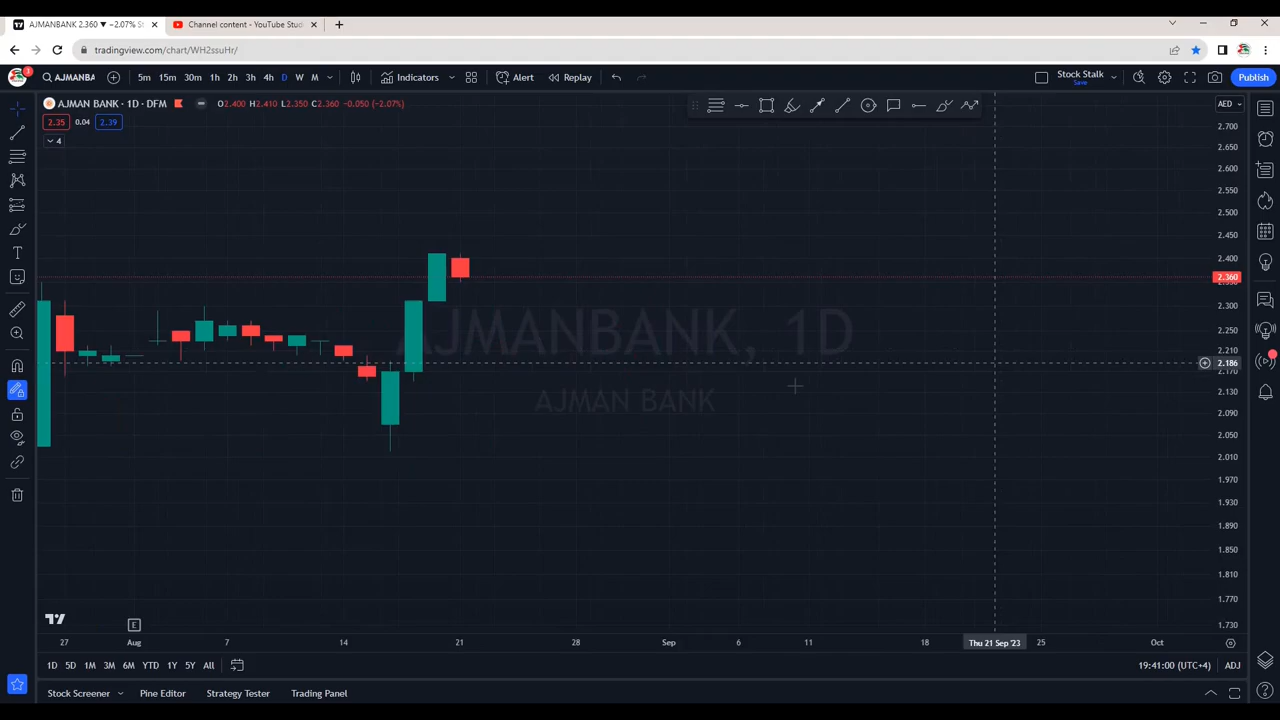 AJMANBANK 2.360 ▼ −2.07% St
Channel content - YouTube Stud
tradingview.com/chart/WH2ssuHr/
AJMANBA
5m 15m 30m 1h 2h 3h 4h D W M
Indicators
Alert
Replay
Stock Stalk
Save
Publish
AJMAN BANK · 1D · DFM
O2.400 H2.410 L2.350 C2.360 −0.050 (−2.07%)
AED
2.35 0.04 2.39
4
2.700
2.650
2.600
2.550
2.500
2.450
2.400
2.360
2.300
2.250
2.210
2.186
2.170
2.130
2.090
2.050
2.010
1.970
1.930
1.890
1.850
1.810
1.770
1.730
AJMANBANK, 1D
AJMAN BANK
E
27 Aug 7 14 21 28 Sep 6 11 18 Thu 21 Sep '23 25 Oct
1D 5D 1M 3M 6M YTD 1Y 5Y All
19:41:00 (UTC+4) ADJ
Stock Screener Pine Editor Strategy Tester Trading Panel